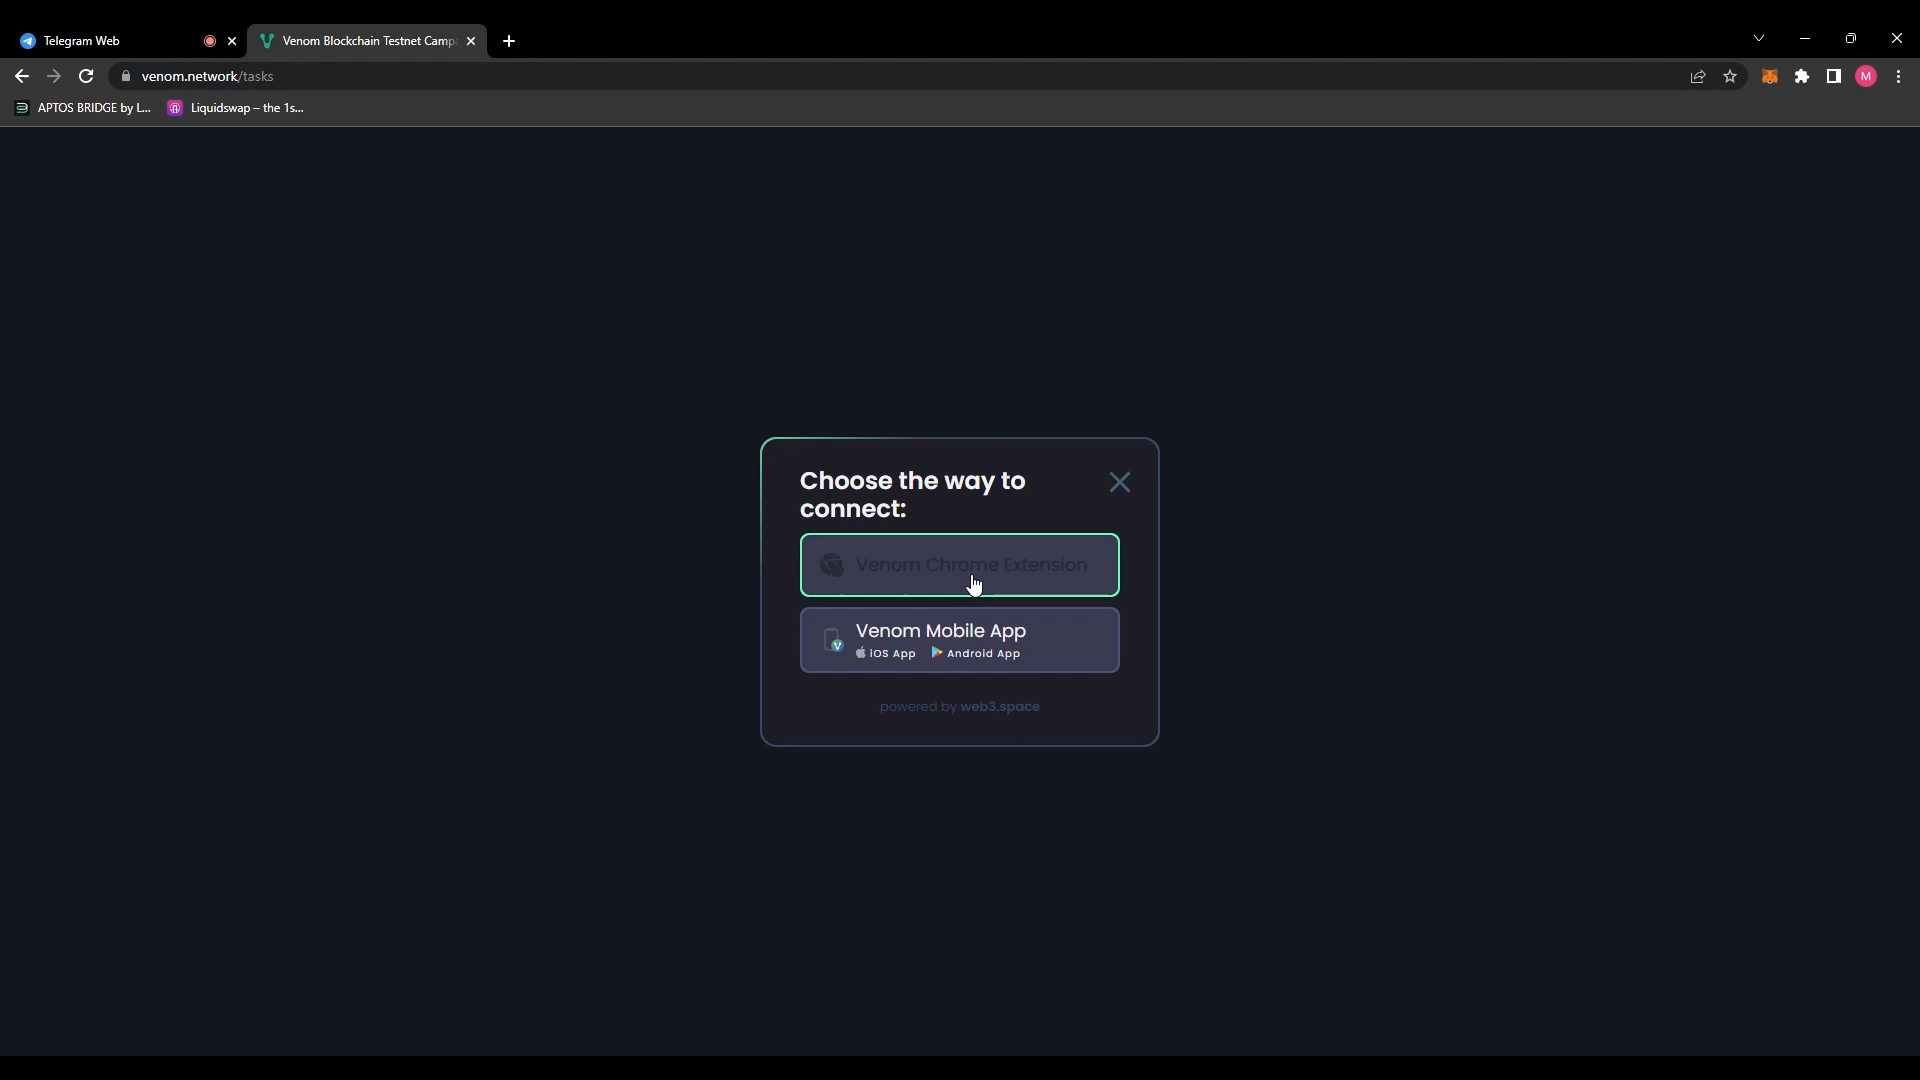 Telegram Web
Venom Blockchain Testnet Camp
venom.network/tasks
M
APTOS BRIDGE by L...
Liquidswap – the 1s...
Choose the way to
connect:
Venom Chrome Extension
Venom Mobile App
iOS App Android App
powered by web3.space